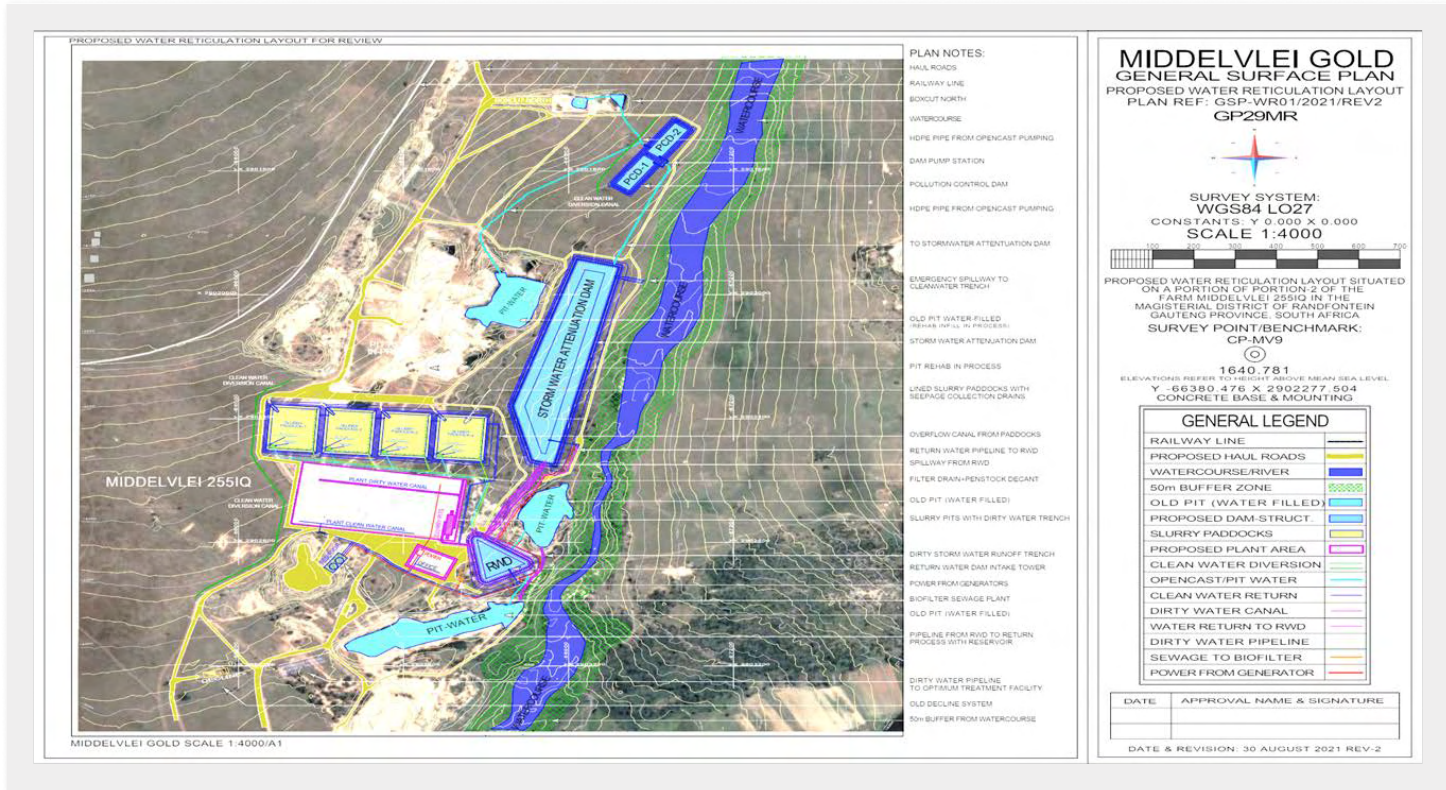 PROPOSED WATER RETICULATION LAYOUT FOR REVIEW
WATERCOURSE
PCD-2
PCD-1
CLEAN WATER
DIVERSION CANAL
PIT-WATER
STORM WATER ATTENUATION DAM
WATERCOURSE
CLEAN WATER
DIVERSION CANAL
MIDDELVLEI 255IQ
PLANT DIRTY WATER CANAL
CLEAN WATER
DIVERSION CANAL
PLANT CLEAN WATER CANAL
PIT-WATER
RWD
PIT-WATER
WATERCOURSE
MIDDELVLEI GOLD SCALE 1:4000/A1
PLAN NOTES:
HAUL ROADS
RAILWAY LINE
BOXCUT NORTH
WATERCOURSE
HDPE PIPE FROM OPENCAST PUMPING
DAM PUMP STATION
POLLUTION CONTROL DAM
HDPE PIPE FROM OPENCAST PUMPING
TO STORMWATER ATTENTUATION DAM
EMERGENCY SPILLWAY TO
CLEANWATER TRENCH
OLD PIT WATER-FILLED
(REHAB INFILL IN PROCESS)
STORM WATER ATTENUATION DAM
PIT REHAB IN PROCESS
LINED SLURRY PADDOCKS WITH
SEEPAGE COLLECTION DRAINS
OVERFLOW CANAL FROM PADDOCKS
RETURN WATER PIPELINE TO RWD
SPILLWAY FROM RWD
FILTER DRAIN+PENSTOCK DECANT
OLD PIT (WATER FILLED)
SLURRY PITS WITH DIRTY WATER TRENCH
DIRTY STORM WATER RUNOFF TRENCH
RETURN WATER DAM INTAKE TOWER
POWER FROM GENERATORS
BIOFILTER SEWAGE PLANT
OLD PIT (WATER FILLED)
PIPELINE FROM RWD TO RETURN
PROCESS WITH RESERVOIR
DIRTY WATER PIPELINE
TO OPTIMUM TREATMENT FACILITY
OLD DECLINE SYSTEM
50m BUFFER FROM WATERCOURSE
MIDDELVLEI GOLD
GENERAL SURFACE PLAN
PROPOSED WATER RETICULATION LAYOUT
PLAN REF: GSP-WR01/2021/REV2
GP29MR
SURVEY SYSTEM:
WGS84 LO27
CONSTANTS: Y 0.000 X 0.000
SCALE 1:4000
100 200 300 400 500 600 700
PROPOSED WATER RETICULATION LAYOUT SITUATED
ON A PORTION OF PORTION-2 OF THE
FARM MIDDELVLEI 255IQ IN THE
MAGISTERIAL DISTRICT OF RANDFONTEIN
GAUTENG PROVINCE, SOUTH AFRICA
SURVEY POINT/BENCHMARK:
CP-MV9
1640.781
ELEVATIONS REFER TO HEIGHT ABOVE MEAN SEA LEVEL
Y -66380.476 X 2902277.504
CONCRETE BASE & MOUNTING
GENERAL LEGEND
RAILWAY LINE
PROPOSED HAUL ROADS
WATERCOURSE/RIVER
50m BUFFER ZONE
OLD PIT (WATER FILLED)
PROPOSED DAM-STRUCT.
SLURRY PADDOCKS
PROPOSED PLANT AREA
CLEAN WATER DIVERSION
OPENCAST/PIT WATER
CLEAN WATER RETURN
DIRTY WATER CANAL
WATER RETURN TO RWD
DIRTY WATER PIPELINE
SEWAGE TO BIOFILTER
POWER FROM GENERATOR
DATE APPROVAL NAME & SIGNATURE
DATE & REVISION: 30 AUGUST 2021 REV-2